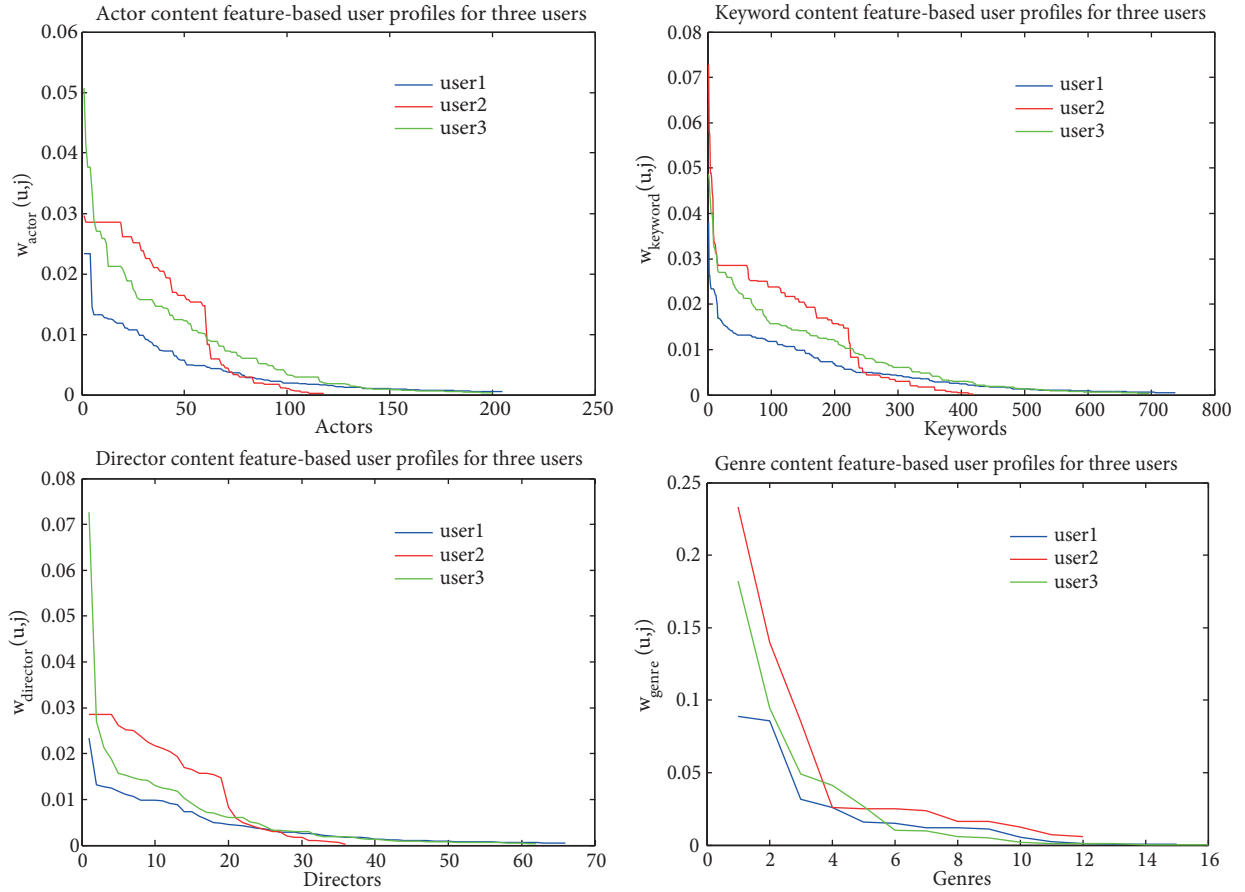 Actor content feature-based user profiles for three users
0.06
0.05
0.04
0.03
0.02
0.01
0
w_actor (u,j)
user1
user2
user3
0 50 100 150 200 250
Actors
Keyword content feature-based user profiles for three users
0.08
0.07
0.06
0.05
0.04
0.03
0.02
0.01
0
w_keyword (u,j)
user1
user2
user3
0 100 200 300 400 500 600 700 800
Keywords
Director content feature-based user profiles for three users
0.08
0.07
0.06
0.05
0.04
0.03
0.02
0.01
0
w_director (u,j)
user1
user2
user3
0 10 20 30 40 50 60 70
Directors
Genre content feature-based user profiles for three users
0.25
0.2
0.15
0.1
0.05
0
w_genre (u,j)
user1
user2
user3
0 2 4 6 8 10 12 14 16
Genres